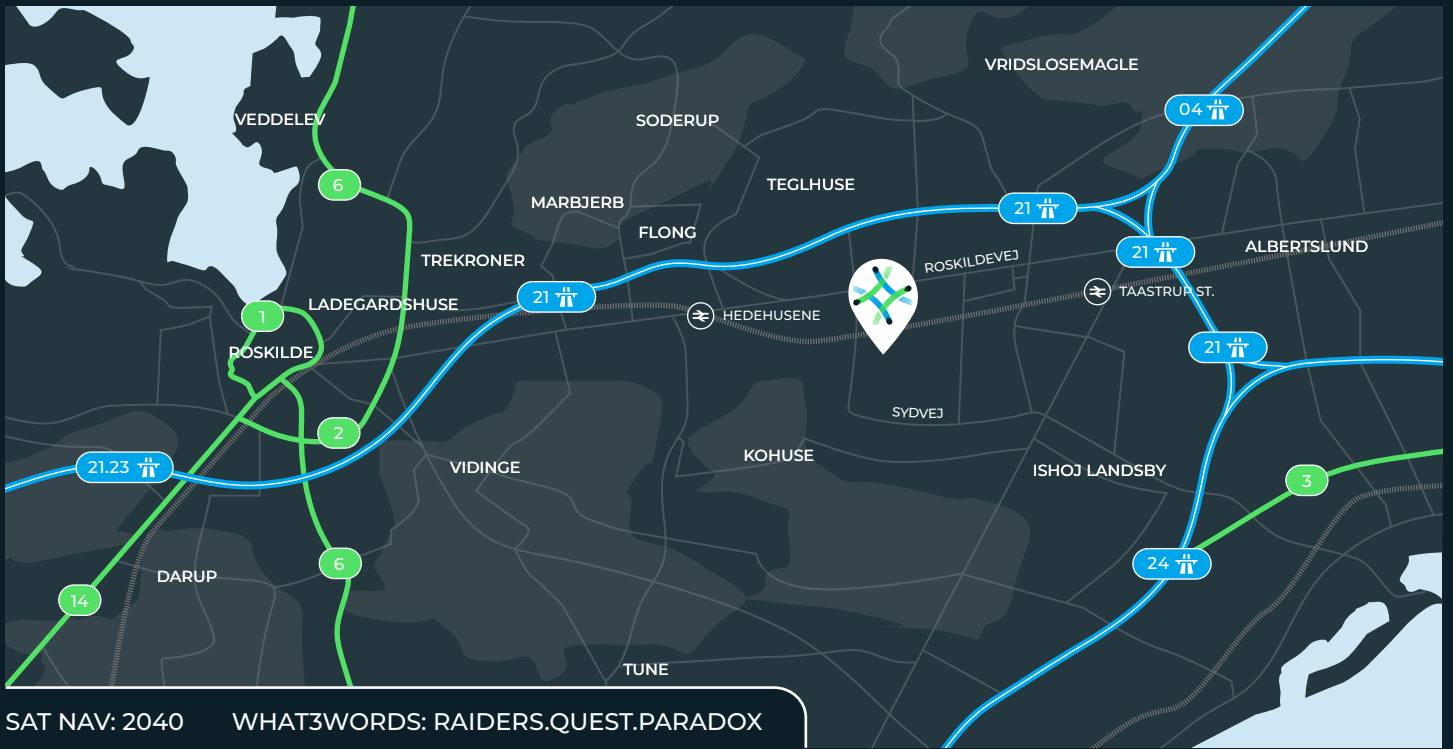 VRIDSLOSEMAGLE
04
VEDDELEV
SODERUP
6
TEGLHUSE
MARBJERB
21
FLONG
21
ALBERTSLUND
TREKRONER
ROSKILDEVEJ
TAASTRUP ST.
21
LADEGARDSHUSE
1
HEDEHUSENE
21
ROSKILDE
SYDVEJ
2
KOHUSE
21.23
VIDINGE
ISHOJ LANDSBY
3
6
24
DARUP
14
TUNE
SAT NAV: 2040 WHAT3WORDS: RAIDERS.QUEST.PARADOX